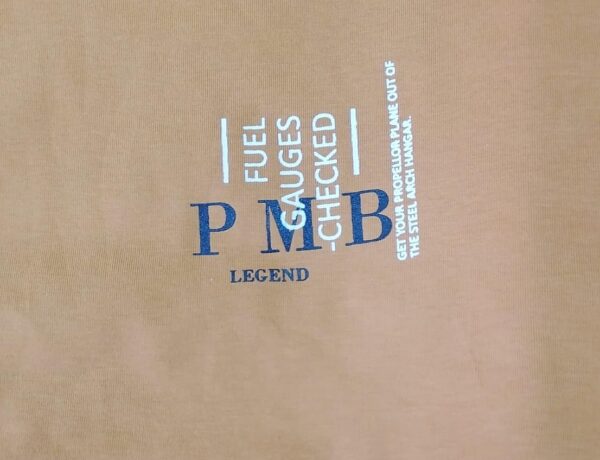 P M B
LEGEND
FUEL
GAUGES
-CHECKED
GET YOUR PROPELLOR PLANE OUT OF
THE STEEL ARCH HANGAR.